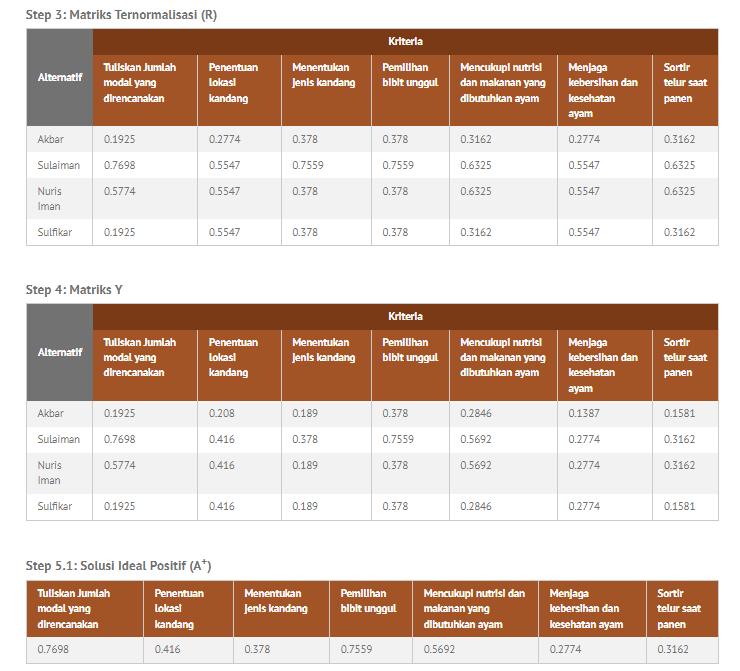 Step 3: Matriks Ternormalisasi (R)
Alternatif Kriteria
Tuliskan Jumlah modal yang direncanakan Penentuan lokasi kandang Menentukan jenis kandang Pemilihan bibit unggul Mencukupi nutrisi dan makanan yang dibutuhkan ayam Menjaga kebersihan dan kesehatan ayam Sortir telur saat panen
Akbar 0.1925 0.2774 0.378 0.378 0.3162 0.2774 0.3162
Sulaiman 0.7698 0.5547 0.7559 0.7559 0.6325 0.5547 0.6325
Nuris Iman 0.5774 0.5547 0.378 0.378 0.6325 0.5547 0.6325
Sulfikar 0.1925 0.5547 0.378 0.378 0.3162 0.5547 0.3162
Step 4: Matriks Y
Alternatif Kriteria
Tuliskan Jumlah modal yang direncanakan Penentuan lokasi kandang Menentukan jenis kandang Pemilihan bibit unggul Mencukupi nutrisi dan makanan yang dibutuhkan ayam Menjaga kebersihan dan kesehatan ayam Sortir telur saat panen
Akbar 0.1925 0.208 0.189 0.378 0.2846 0.1387 0.1581
Sulaiman 0.7698 0.416 0.378 0.7559 0.5692 0.2774 0.3162
Nuris Iman 0.5774 0.416 0.189 0.378 0.5692 0.2774 0.3162
Sulfikar 0.1925 0.416 0.189 0.378 0.2846 0.2774 0.1581
Step 5.1: Solusi Ideal Positif (A+)
Tuliskan Jumlah modal yang direncanakan Penentuan lokasi kandang Menentukan jenis kandang Pemilihan bibit unggul Mencukupi nutrisi dan makanan yang dibutuhkan ayam Menjaga kebersihan dan kesehatan ayam Sortir telur saat panen
0.7698 0.416 0.378 0.7559 0.5692 0.2774 0.3162